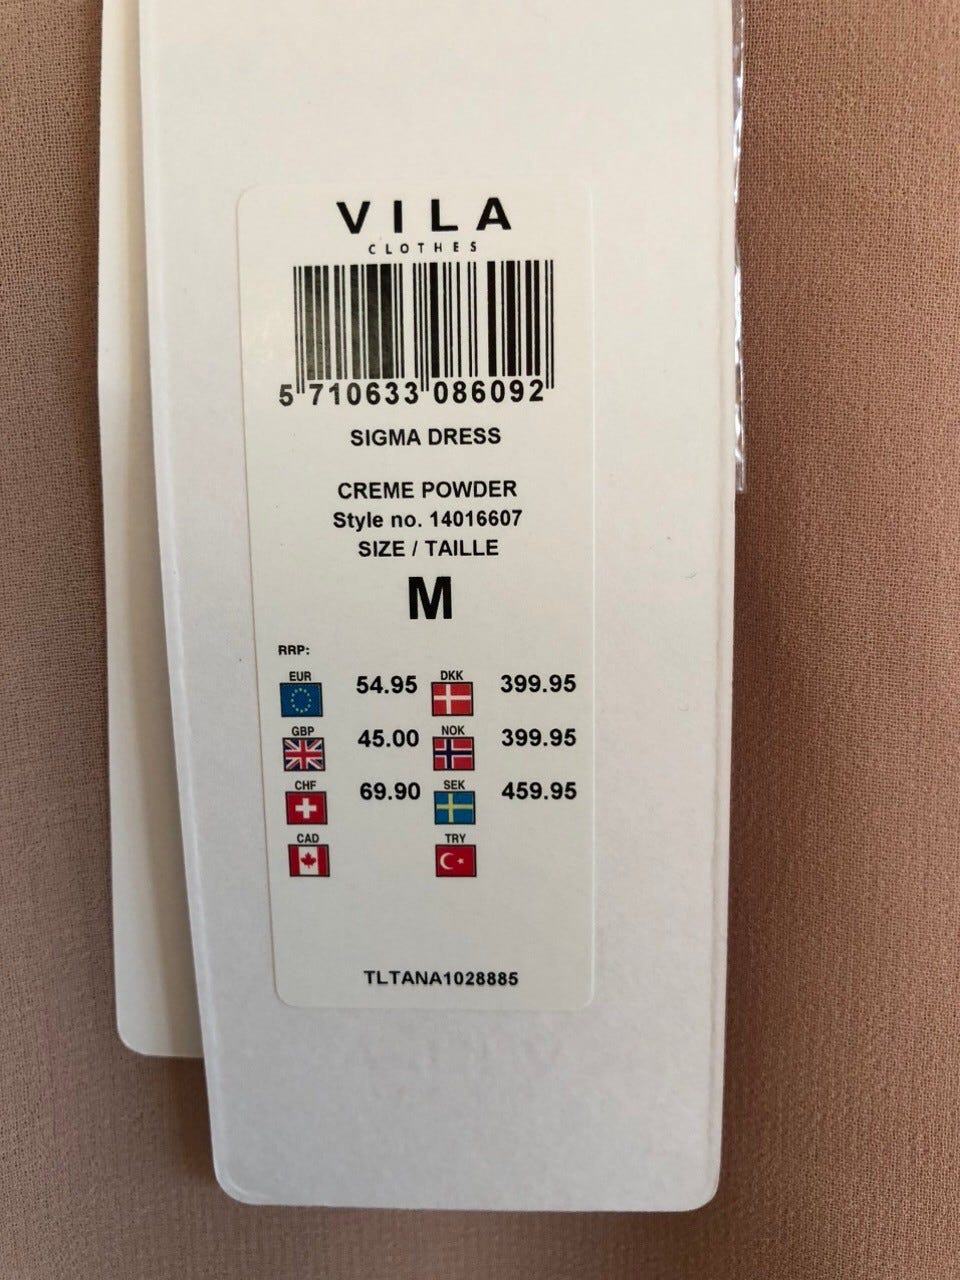 VILA
CLOTHES
5 710633 086092
SIGMA DRESS
CREME POWDER
Style no. 14016607
SIZE / TAILLE
M
RRP:
EUR 54.95 DKK 399.95
GBP 45.00 NOK 399.95
CHF 69.90 SEK 459.95
CAD TRY
TLTANA1028885